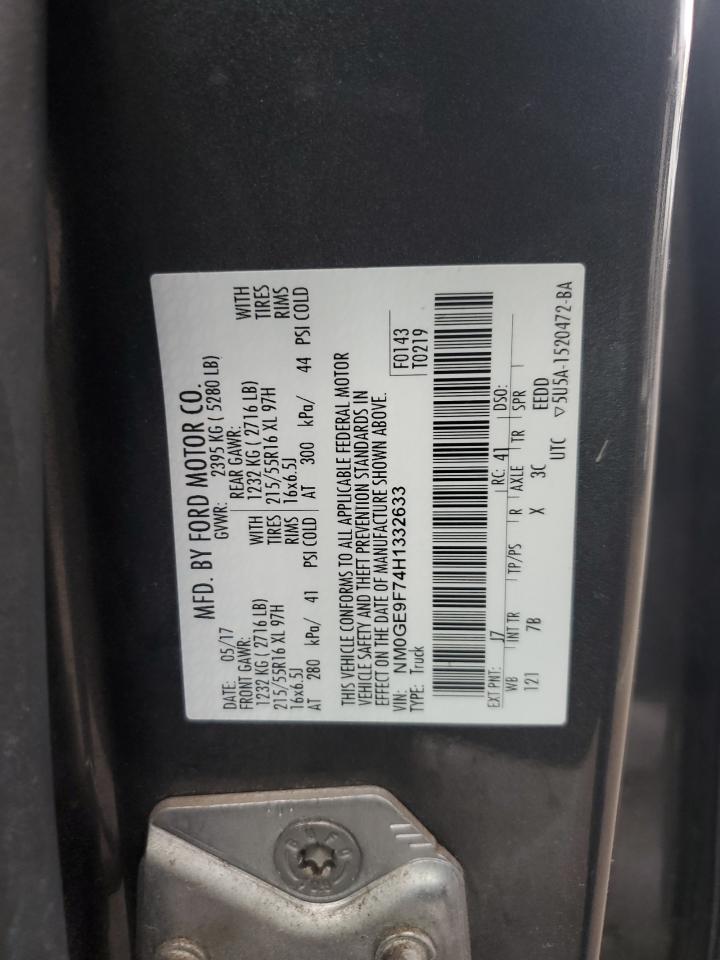 MFD. BY FORD MOTOR CO.
DATE: 05/17 GVWR: 2395 KG ( 5280 LB)
FRONT GAWR: REAR GAWR:
1232 KG ( 2716 LB) WITH 1232 KG ( 2716 LB) WITH
215/55R16 XL 97H TIRES 215/55R16 XL 97H TIRES
16x6.5J RIMS 16x6.5J RIMS
AT 280 kPa/ 41 PSI COLD AT 300 kPa/ 44 PSI COLD
THIS VEHICLE CONFORMS TO ALL APPLICABLE FEDERAL MOTOR
VEHICLE SAFETY AND THEFT PREVENTION STANDARDS IN
EFFECT ON THE DATE OF MANUFACTURE SHOWN ABOVE.
VIN: NM0GE9F74H1332633 F0143
TYPE: Truck T0219
EXT PNT: J7 RC: 41 DSO:
WB INT TR TP/PS R AXLE TR SPR
121 7B X 3C EEDD
UTC ▽5U5A-1520472-BA